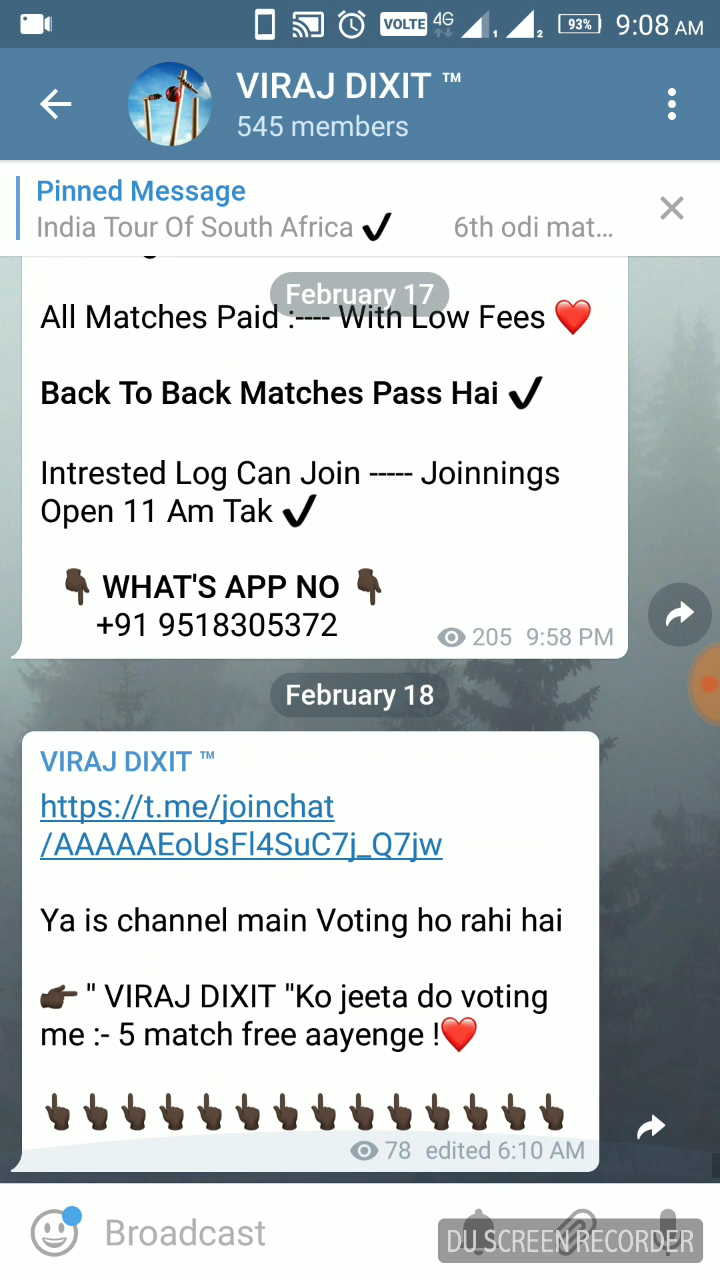 VOLTE 4G 1 2 93% 9:08 AM
VIRAJ DIXIT ™
545 members
Pinned Message
India Tour Of South Africa ✔ 6th odi mat...
February 17
All Matches Paid :---- With Low Fees ❤️
Back To Back Matches Pass Hai ✔
Intrested Log Can Join ----- Joinnings
Open 11 Am Tak ✔
👇🏿 WHAT'S APP NO 👇🏿
+91 9518305372
205 9:58 PM
February 18
VIRAJ DIXIT ™
https://t.me/joinchat
/AAAAAEoUsFl4SuC7j_Q7jw
Ya is channel main Voting ho rahi hai
👉🏿 " VIRAJ DIXIT "Ko jeeta do voting
me :- 5 match free aayenge !❤️
👆🏿👆🏿👆🏿👆🏿👆🏿👆🏿👆🏿👆🏿👆🏿👆🏿👆🏿👆🏿👆🏿👆🏿
78 edited 6:10 AM
Broadcast
DU SCREEN RECORDER